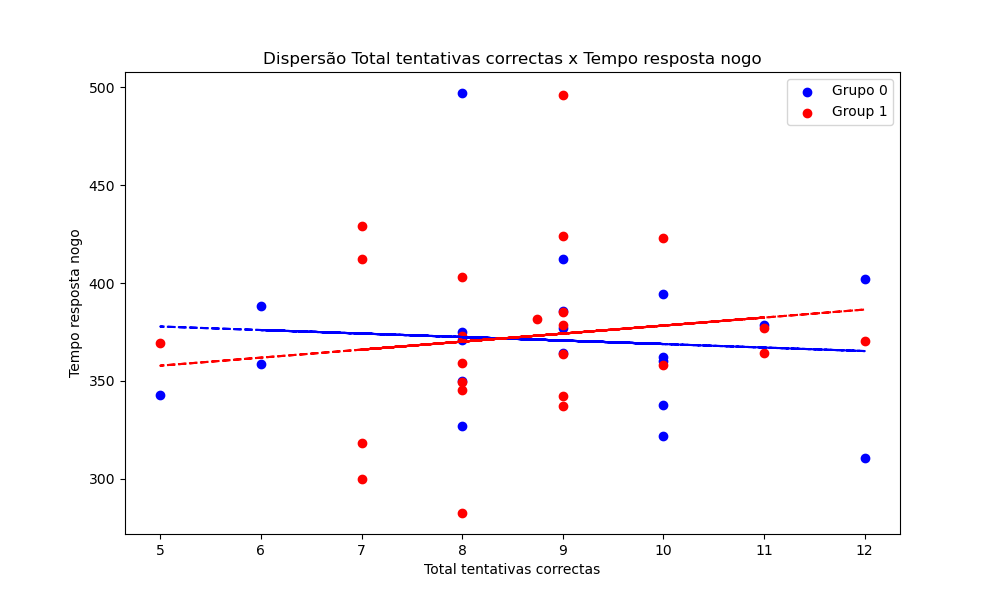 Dispersão Total tentativas correctas x Tempo resposta nogo
Grupo 0
Group 1
500
450
400
350
300
Tempo resposta nogo
5 6 7 8 9 10 11 12
Total tentativas correctas